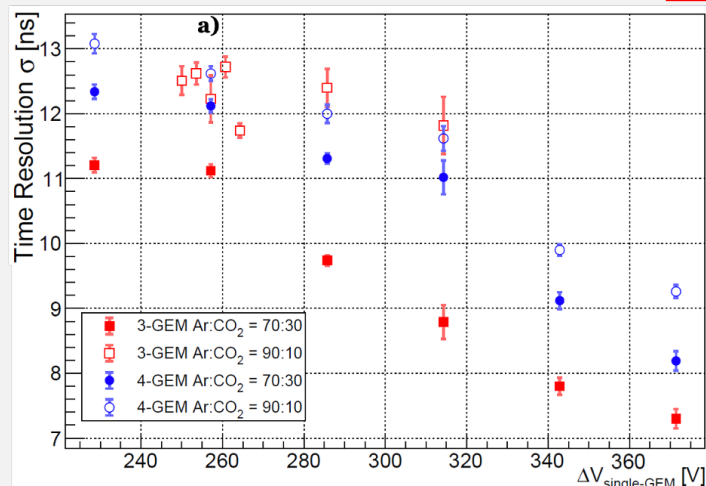 a)
Time Resolution σ [ns]
13
12
11
10
9
8
7
3-GEM Ar:CO₂ = 70:30
3-GEM Ar:CO₂ = 90:10
4-GEM Ar:CO₂ = 70:30
4-GEM Ar:CO₂ = 90:10
240 260 280 300 320 340 360
ΔV single-GEM [V]